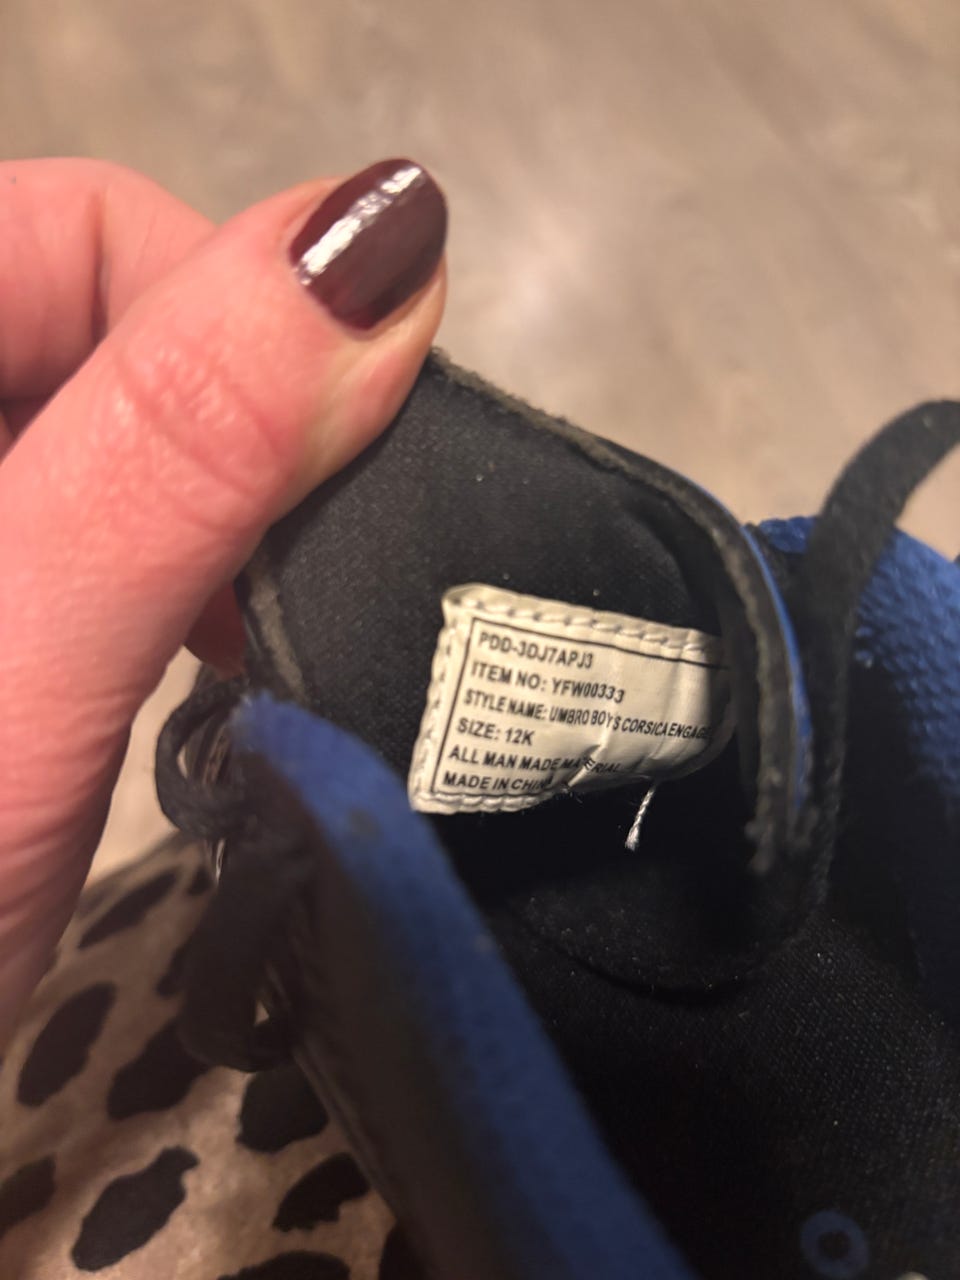 PDD-3DJ7APJ3
ITEM NO: YFW00333
STYLE NAME: UMBRO BOYS CORSICA ENGAGE
SIZE: 12K
ALL MAN MADE MATERIAL
MADE IN CHINA